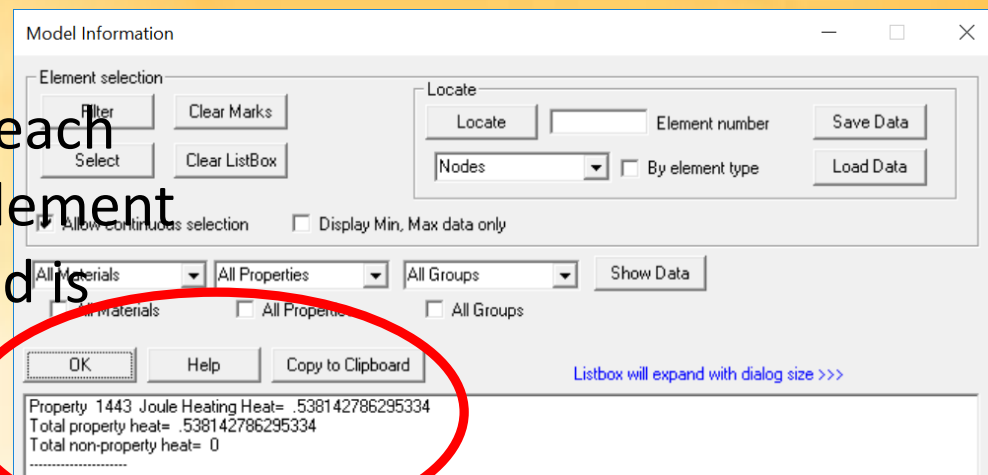 Model Information
Element selection
Filter Clear Marks
Select Clear ListBox
Allow continuous selection Display Min, Max data only
Locate
Locate Element number Save Data
Nodes By element type Load Data
each
lement
d is
All Materials All Properties All Groups Show Data
All Materials All Properties All Groups
OK Help Copy to Clipboard
Listbox will expand with dialog size >>>
Property 1443 Joule Heating Heat= .538142786295334
Total property heat= .538142786295334
Total non-property heat= 0
----------------------